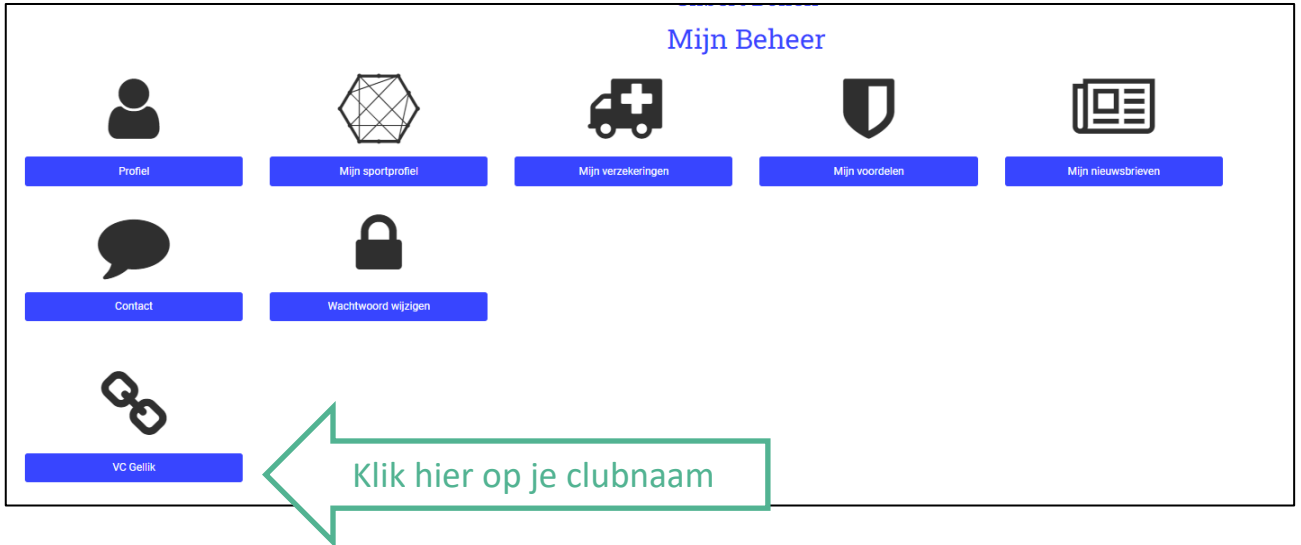 Mijn Beheer
Profiel
Mijn sportprofiel
Mijn verzekeringen
Mijn voordelen
Mijn nieuwsbrieven
Contact
Wachtwoord wijzigen
VC Gellik
Klik hier op je clubnaam